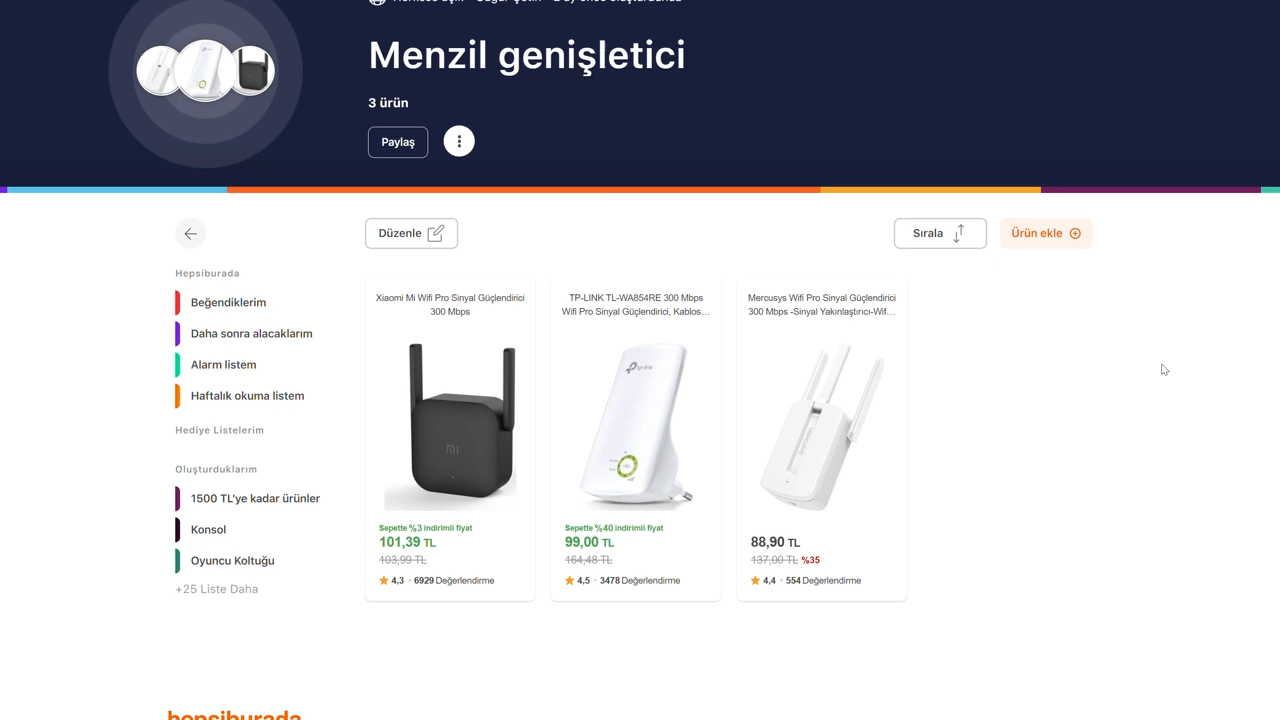 Menzil genişletici
3 ürün
Paylaş
Düzenle
Sırala
Ürün ekle
Hepsiburada
Beğendiklerim
Daha sonra alacaklarım
Alarm listem
Haftalık okuma listem
Hediye Listelerim
Oluşturduklarım
1500 TL'ye kadar ürünler
Konsol
Oyuncu Koltuğu
+25 Liste Daha
Xiaomi Mi Wifi Pro Sinyal Güçlendirici
300 Mbps
mi
Sepette %3 indirimli fiyat
101,39 TL
103,99 TL
4,3 • 6929 Değerlendirme
TP-LINK TL-WA854RE 300 Mbps
Wifi Pro Sinyal Güçlendirici, Kablos…
tp-link
Sepette %40 indirimli fiyat
99,00 TL
164,48 TL
4,5 • 3478 Değerlendirme
Mercusys Wifi Pro Sinyal Güçlendirici
300 Mbps -Sinyal Yakınlaştırıcı-Wif…
88,90 TL
137,00 TL %35
4,4 • 554 Değerlendirme
hepsiburada